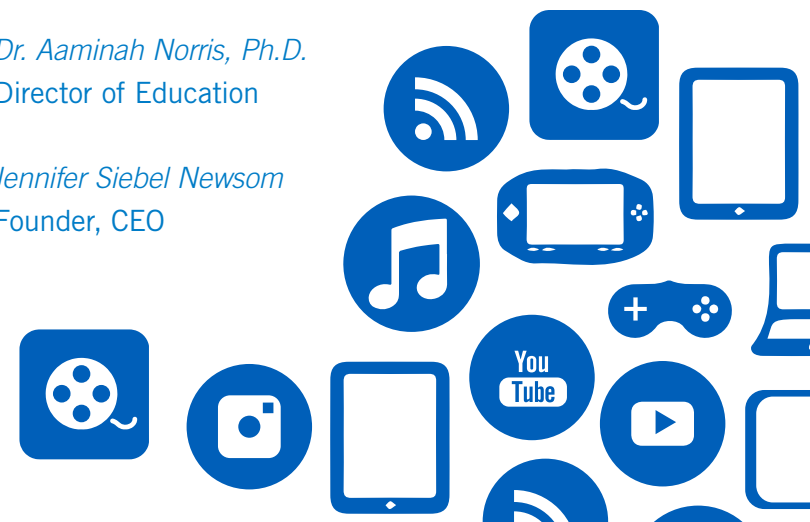 Dr. Aaminah Norris, Ph.D.
Director of Education
Jennifer Siebel Newsom
Founder, CEO
You
Tube